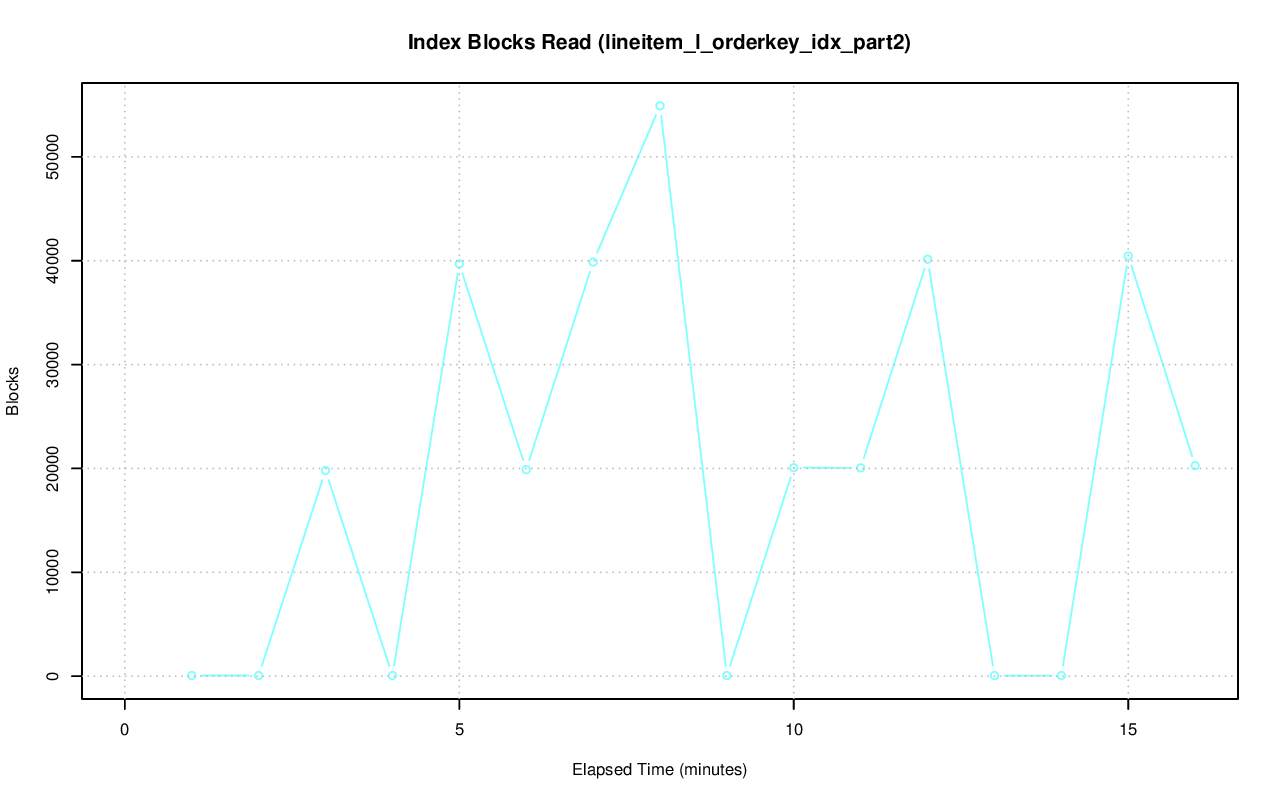 Index Blocks Read (lineitem_l_orderkey_idx_part2)
50000
40000
30000
20000
10000
0
Blocks
0 5 10 15
Elapsed Time (minutes)